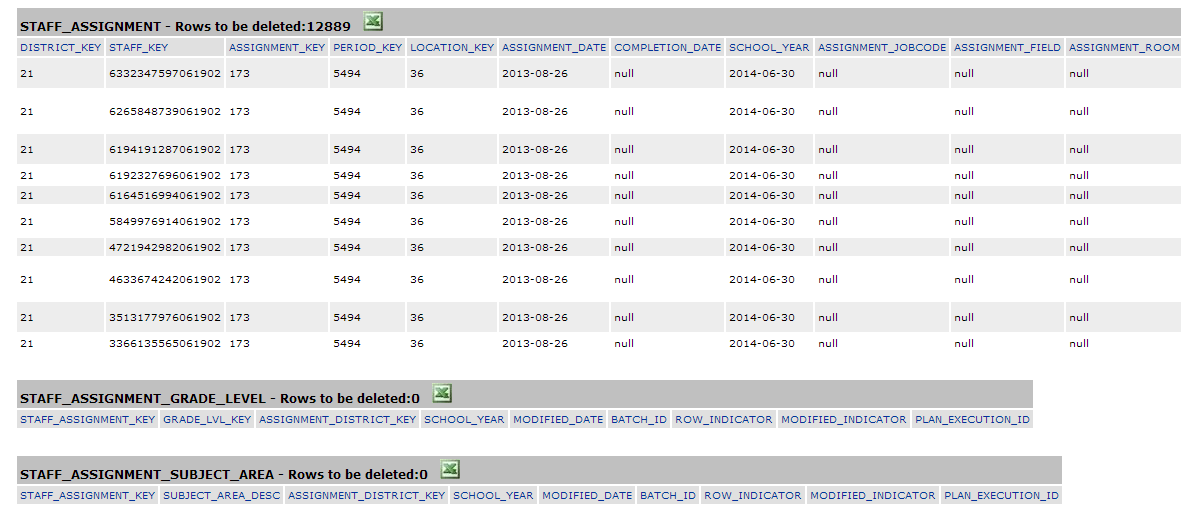 STAFF_ASSIGNMENT - Rows to be deleted:12889
DISTRICT_KEY STAFF_KEY ASSIGNMENT_KEY PERIOD_KEY LOCATION_KEY ASSIGNMENT_DATE COMPLETION_DATE SCHOOL_YEAR ASSIGNMENT_JOBCODE ASSIGNMENT_FIELD ASSIGNMENT_ROOM
21 6332347597061902 173 5494 36 2013-08-26 null 2014-06-30 null null null
21 6265848739061902 173 5494 36 2013-08-26 null 2014-06-30 null null null
21 6194191287061902 173 5494 36 2013-08-26 null 2014-06-30 null null null
21 6192327696061902 173 5494 36 2013-08-26 null 2014-06-30 null null null
21 6164516994061902 173 5494 36 2013-08-26 null 2014-06-30 null null null
21 5849976914061902 173 5494 36 2013-08-26 null 2014-06-30 null null null
21 4721942982061902 173 5494 36 2013-08-26 null 2014-06-30 null null null
21 4633674242061902 173 5494 36 2013-08-26 null 2014-06-30 null null null
21 3513177976061902 173 5494 36 2013-08-26 null 2014-06-30 null null null
21 3366135565061902 173 5494 36 2013-08-26 null 2014-06-30 null null null
STAFF_ASSIGNMENT_GRADE_LEVEL - Rows to be deleted:0
STAFF_ASSIGNMENT_KEY GRADE_LVL_KEY ASSIGNMENT_DISTRICT_KEY SCHOOL_YEAR MODIFIED_DATE BATCH_ID ROW_INDICATOR MODIFIED_INDICATOR PLAN_EXECUTION_ID
STAFF_ASSIGNMENT_SUBJECT_AREA - Rows to be deleted:0
STAFF_ASSIGNMENT_KEY SUBJECT_AREA_DESC ASSIGNMENT_DISTRICT_KEY SCHOOL_YEAR MODIFIED_DATE BATCH_ID ROW_INDICATOR MODIFIED_INDICATOR PLAN_EXECUTION_ID